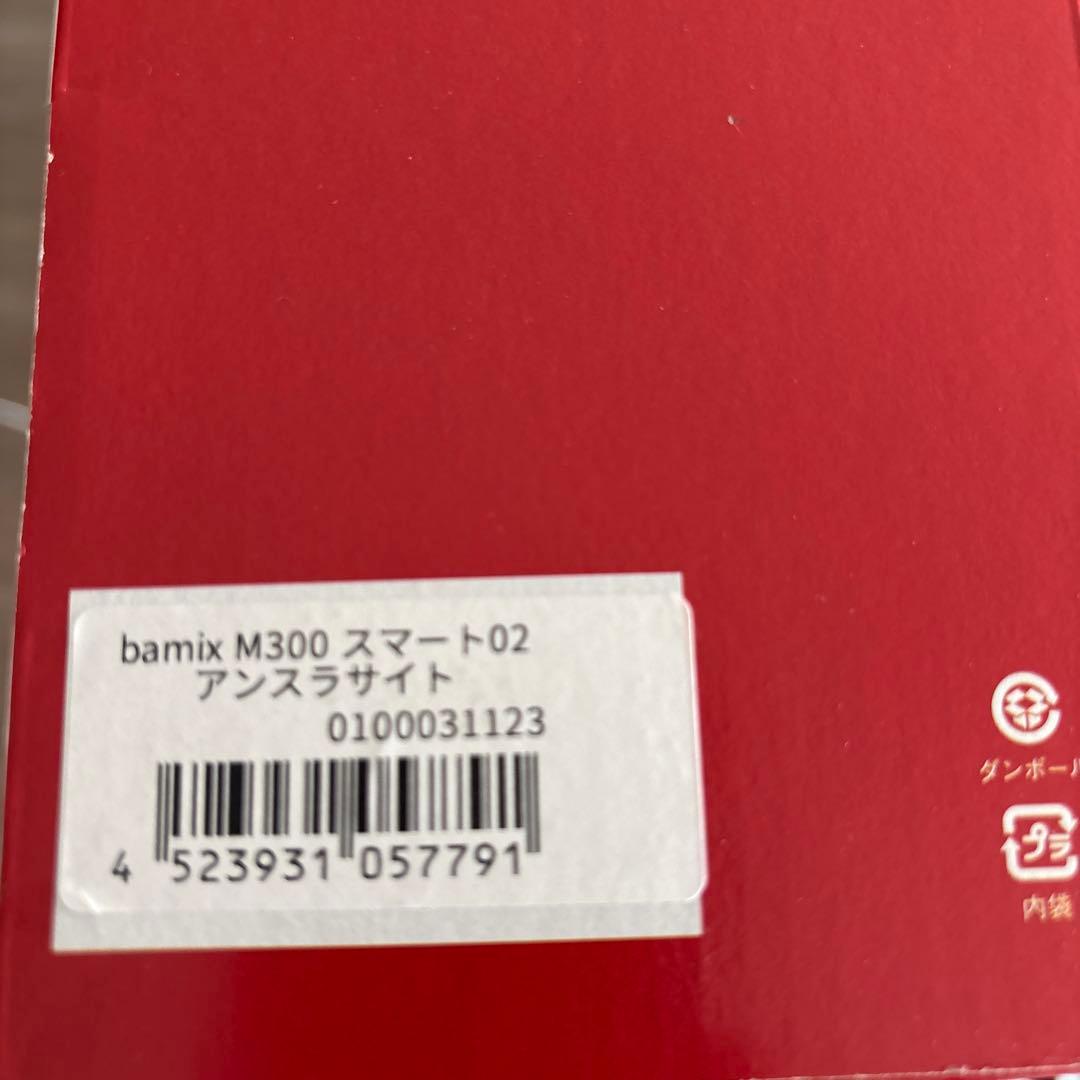 bamix M300 スマート02
アンスラサイト
0100031123
4 523931 057791
ダンボール
プラ
内袋